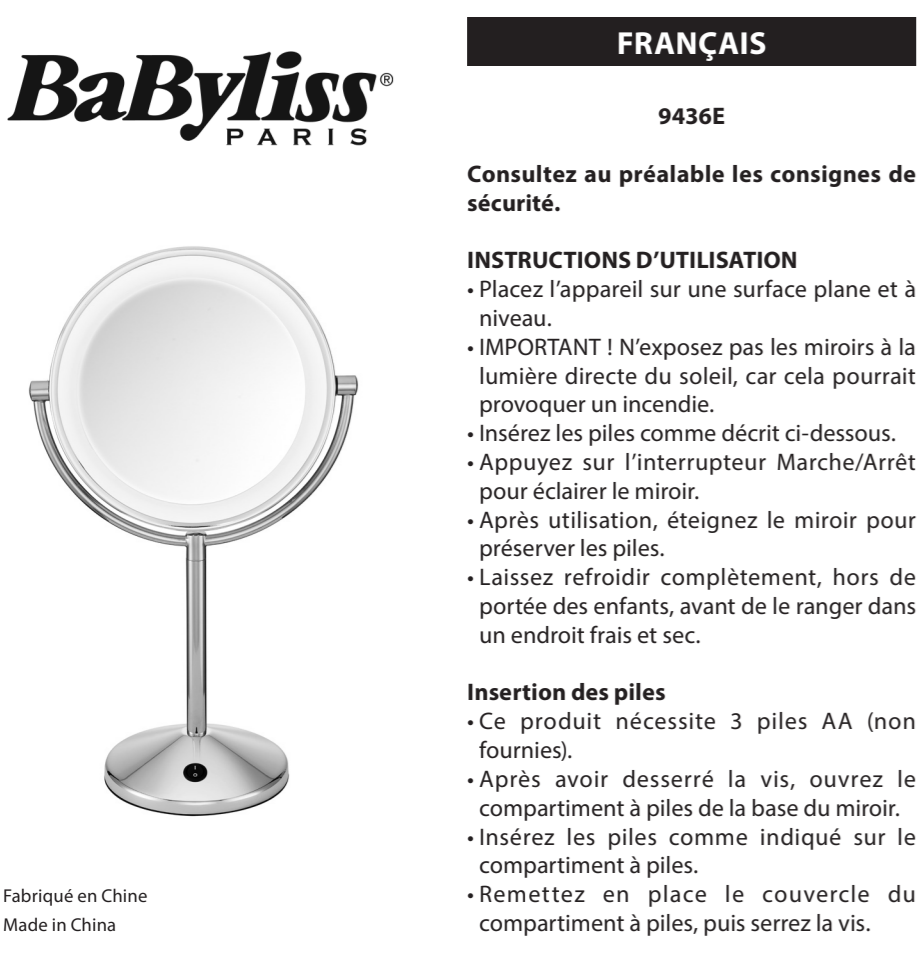 BaByliss®
PARIS
Fabriqué en Chine
Made in China
FRANÇAIS
9436E
Consultez au préalable les consignes de
sécurité.
INSTRUCTIONS D’UTILISATION
• Placez l’appareil sur une surface plane et à
niveau.
• IMPORTANT ! N’exposez pas les miroirs à la
lumière directe du soleil, car cela pourrait
provoquer un incendie.
• Insérez les piles comme décrit ci-dessous.
• Appuyez sur l’interrupteur Marche/Arrêt
pour éclairer le miroir.
• Après utilisation, éteignez le miroir pour
préserver les piles.
• Laissez refroidir complètement, hors de
portée des enfants, avant de le ranger dans
un endroit frais et sec.
Insertion des piles
• Ce produit nécessite 3 piles AA (non
fournies).
• Après avoir desserré la vis, ouvrez le
compartiment à piles de la base du miroir.
• Insérez les piles comme indiqué sur le
compartiment à piles.
• Remettez en place le couvercle du
compartiment à piles, puis serrez la vis.